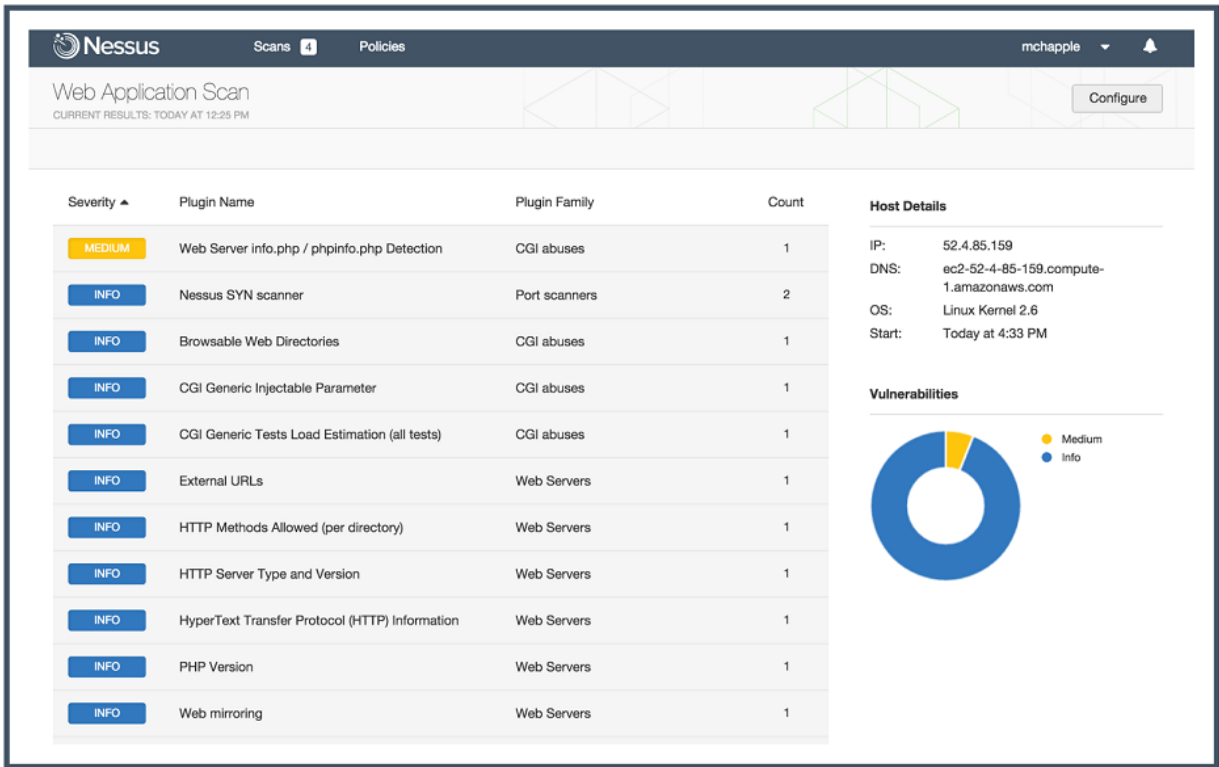 Nessus Scans 4 Policies mchapple
Web Application Scan
CURRENT RESULTS: TODAY AT 12:25 PM
Configure
Severity Plugin Name Plugin Family Count
MEDIUM Web Server info.php / phpinfo.php Detection CGI abuses 1
INFO Nessus SYN scanner Port scanners 2
INFO Browsable Web Directories CGI abuses 1
INFO CGI Generic Injectable Parameter CGI abuses 1
INFO CGI Generic Tests Load Estimation (all tests) CGI abuses 1
INFO External URLs Web Servers 1
INFO HTTP Methods Allowed (per directory) Web Servers 1
INFO HTTP Server Type and Version Web Servers 1
INFO HyperText Transfer Protocol (HTTP) Information Web Servers 1
INFO PHP Version Web Servers 1
INFO Web mirroring Web Servers 1
Host Details
IP: 52.4.85.159
DNS: ec2-52-4-85-159.compute-
1.amazonaws.com
OS: Linux Kernel 2.6
Start: Today at 4:33 PM
Vulnerabilities
Medium
Info